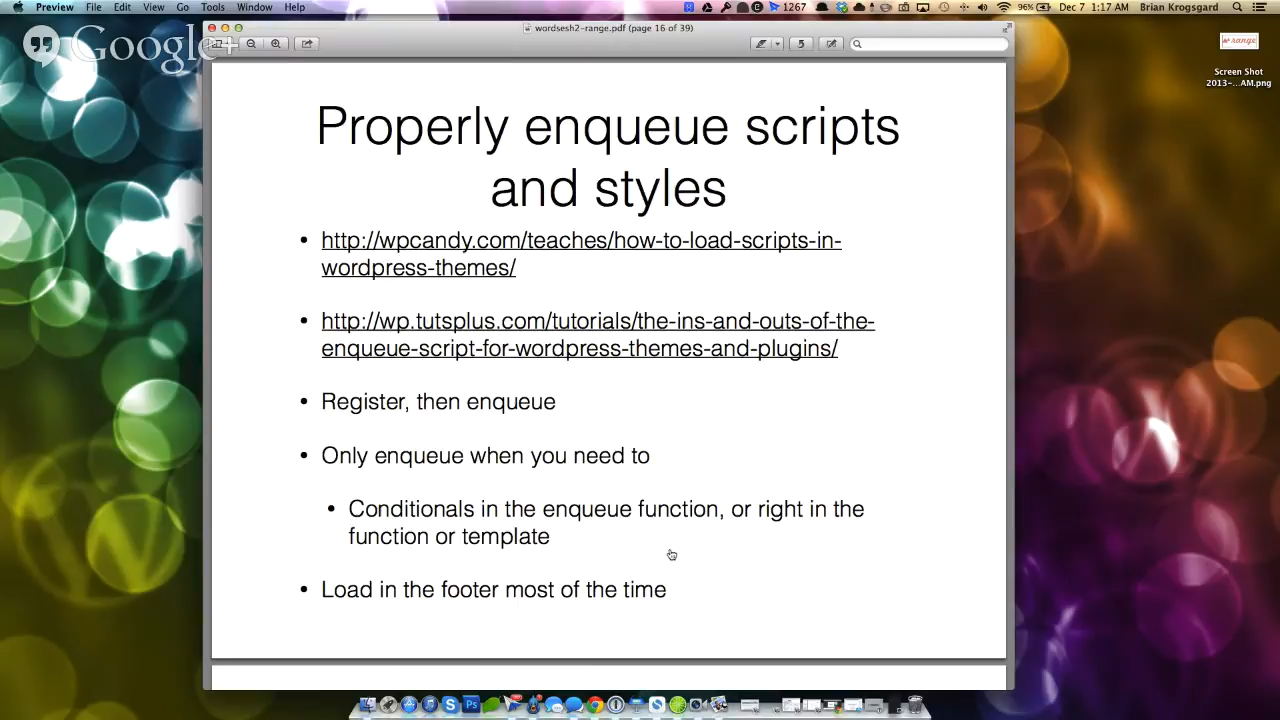 Preview File Edit View Go Tools Window Help
1267
96% Dec 7 1:17 AM Brian Krogsgard
Google+
wordsesh2-range.pdf (page 16 of 39)
range
Screen Shot
2013-...AM.png
Properly enqueue scripts
and styles
• http://wpcandy.com/teaches/how-to-load-scripts-in-
wordpress-themes/
• http://wp.tutsplus.com/tutorials/the-ins-and-outs-of-the-
enqueue-script-for-wordpress-themes-and-plugins/
• Register, then enqueue
• Only enqueue when you need to
• Conditionals in the enqueue function, or right in the
function or template
• Load in the footer most of the time